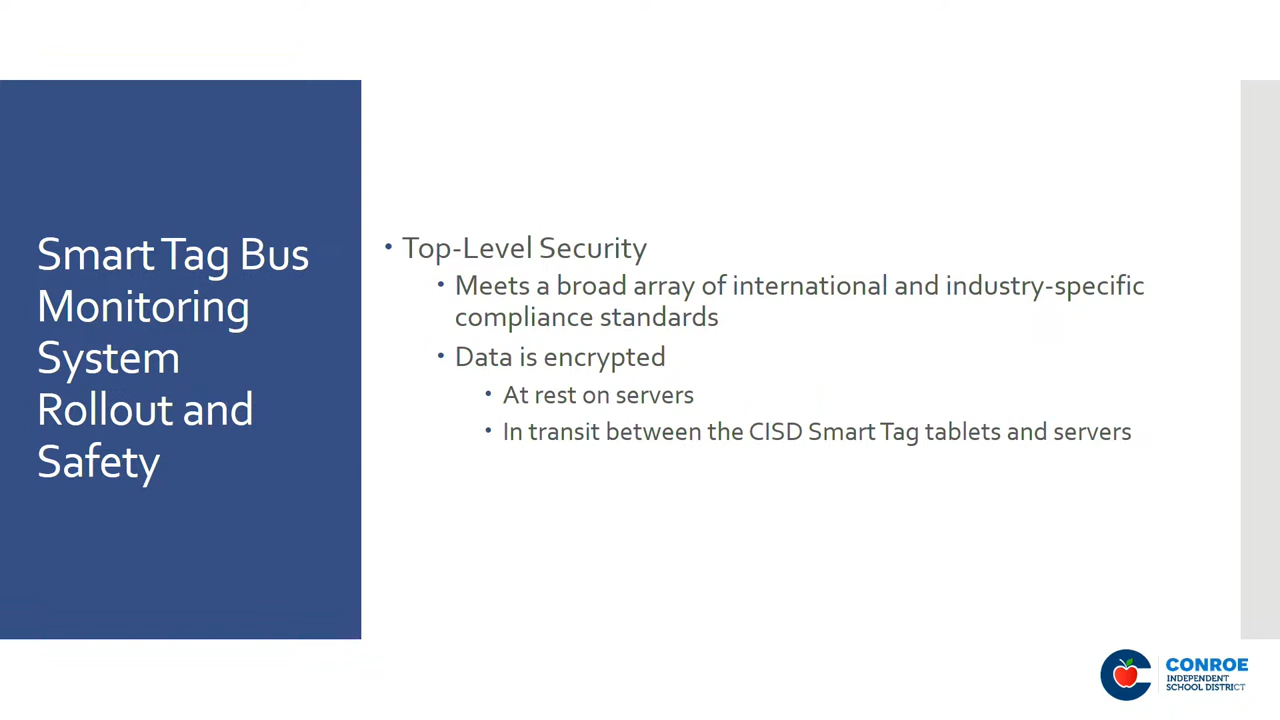 Smart Tag Bus
Monitoring
System
Rollout and
Safety
• Top-Level Security
• Meets a broad array of international and industry-specific
compliance standards
• Data is encrypted
• At rest on servers
• In transit between the CISD Smart Tag tablets and servers
CONROE
INDEPENDENT
SCHOOL DISTRICT